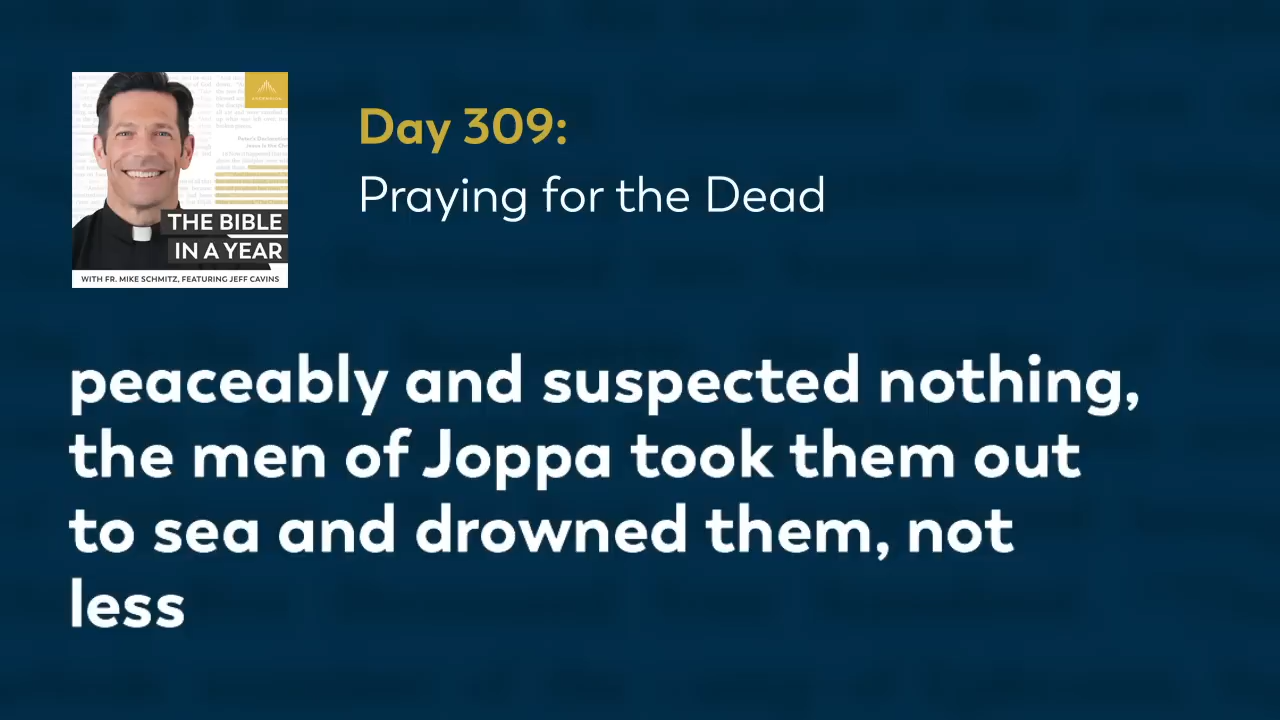 Day 309:
Praying for the Dead
THE BIBLE
IN A YEAR
WITH FR. MIKE SCHMITZ, FEATURING JEFF CAVINS
peaceably and suspected nothing,
the men of Joppa took them out
to sea and drowned them, not
less